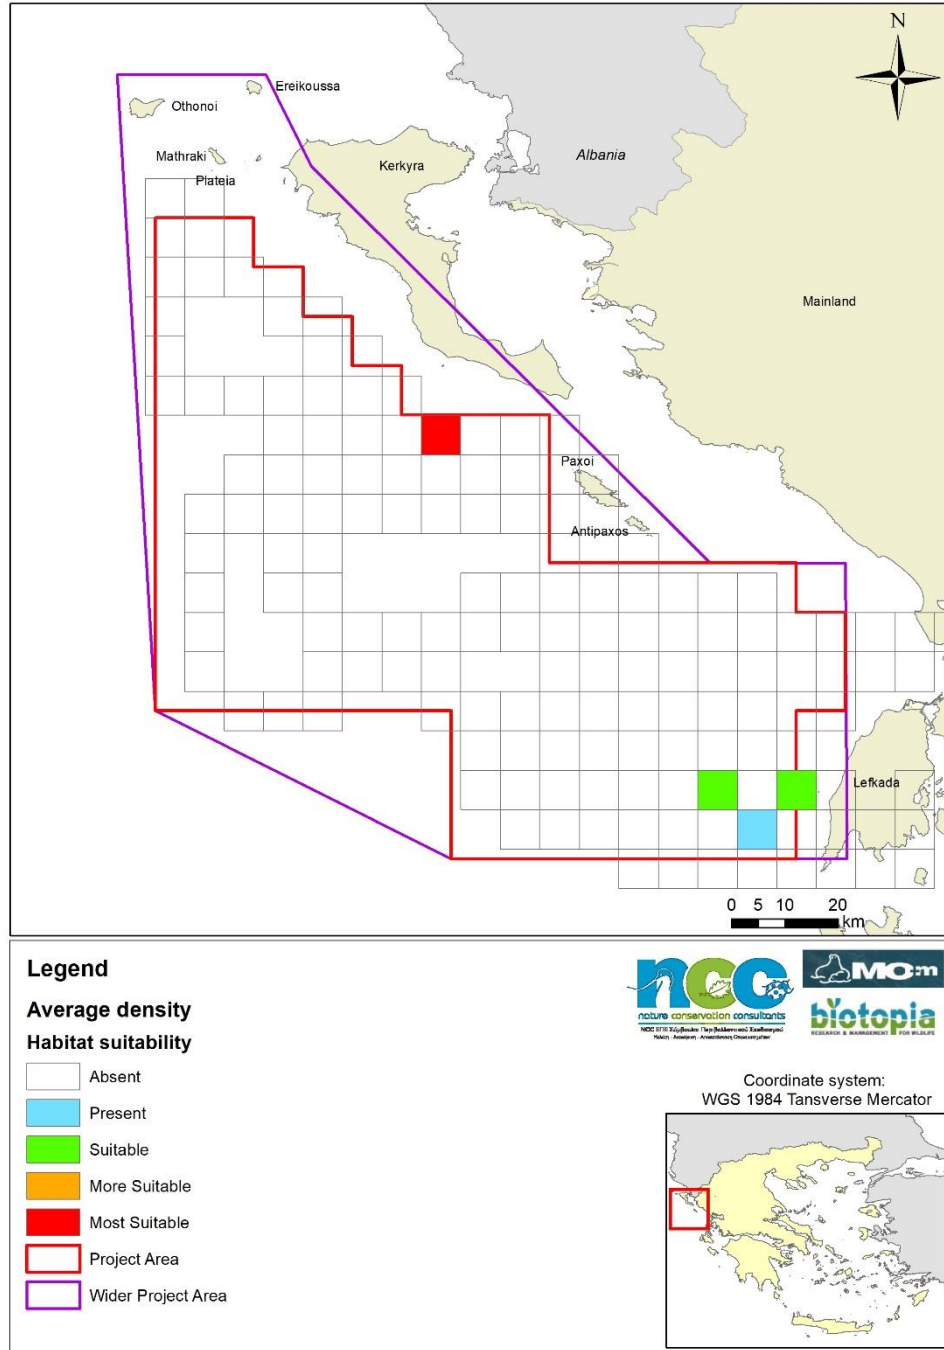 N
Ereikoussa
Othonoi
Mathraki
Plateia
Kerkyra
Albania
Mainland
Paxoi
Antipaxos
Lefkada
0 5 10 20
km
Legend
Average density
Habitat suitability
Absent
Present
Suitable
More Suitable
Most Suitable
Project Area
Wider Project Area
ncc
nature conservation consultants
MOm
biotopia
RESEARCH & MANAGEMENT FOR WILDLIFE
Coordinate system:
WGS 1984 Tansverse Mercator